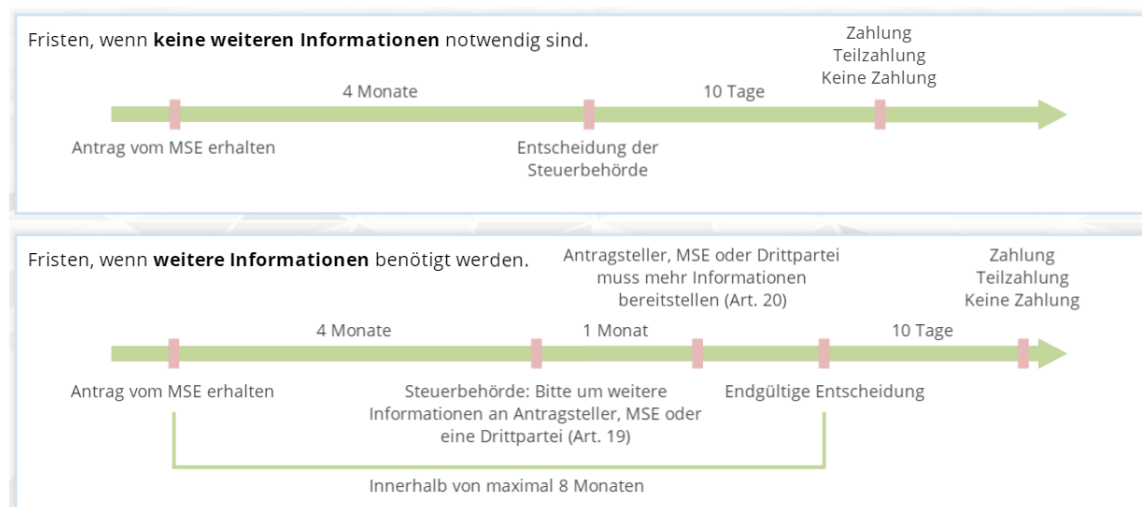 Fristen, wenn keine weiteren Informationen notwendig sind.
Zahlung
Teilzahlung
Keine Zahlung
4 Monate
10 Tage
Antrag vom MSE erhalten
Entscheidung der
Steuerbehörde
Fristen, wenn weitere Informationen benötigt werden.
Antragsteller, MSE oder Drittpartei
muss mehr Informationen
bereitstellen (Art. 20)
Zahlung
Teilzahlung
Keine Zahlung
4 Monate
1 Monat
10 Tage
Antrag vom MSE erhalten
Steuerbehörde: Bitte um weitere
Informationen an Antragsteller, MSE oder
eine Drittpartei (Art. 19)
Endgültige Entscheidung
Innerhalb von maximal 8 Monaten